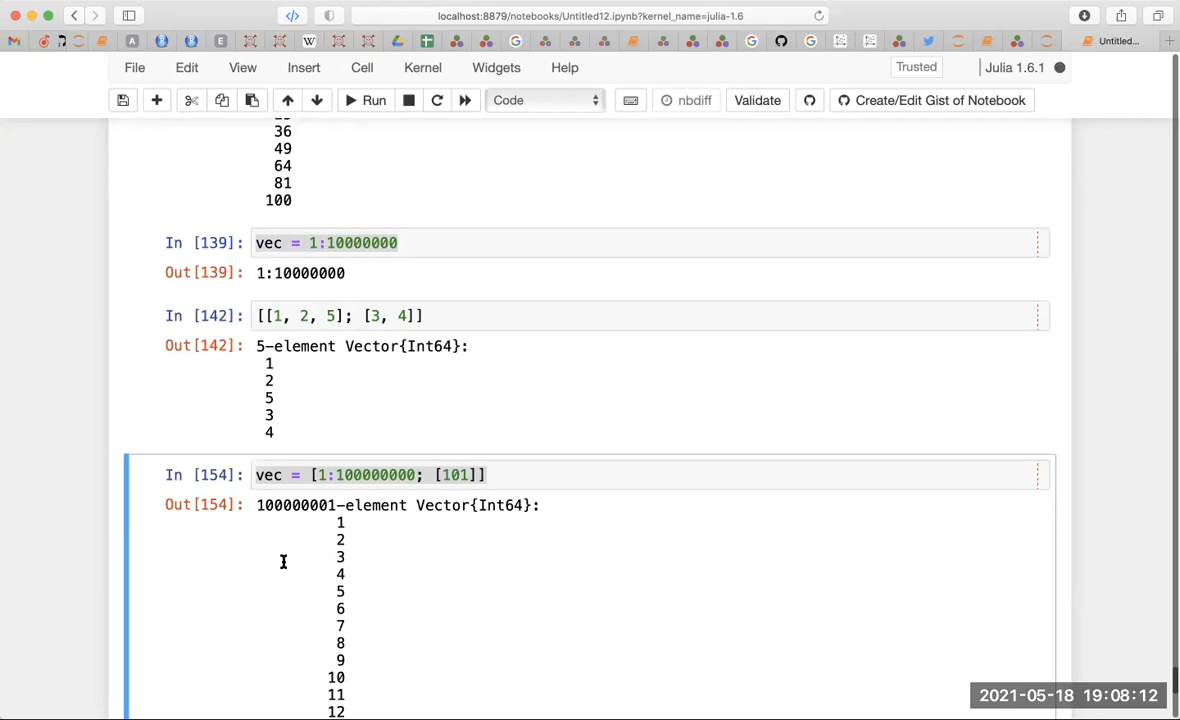 localhost:8879/notebooks/Untitled12.ipynb?kernel_name=julia-1.6
Untitled...
File Edit View Insert Cell Kernel Widgets Help Trusted Julia 1.6.1
Run Code nbdiff Validate Create/Edit Gist of Notebook
36
49
64
81
100
In [139]: vec = 1:10000000
Out[139]: 1:10000000
In [142]: [[1, 2, 5]; [3, 4]]
Out[142]: 5-element Vector{Int64}:
1
2
5
3
4
In [154]: vec = [1:100000000; [101]]
Out[154]: 100000001-element Vector{Int64}:
1
2
3
4
5
6
7
8
9
10
11
12
2021-05-18 19:08:12